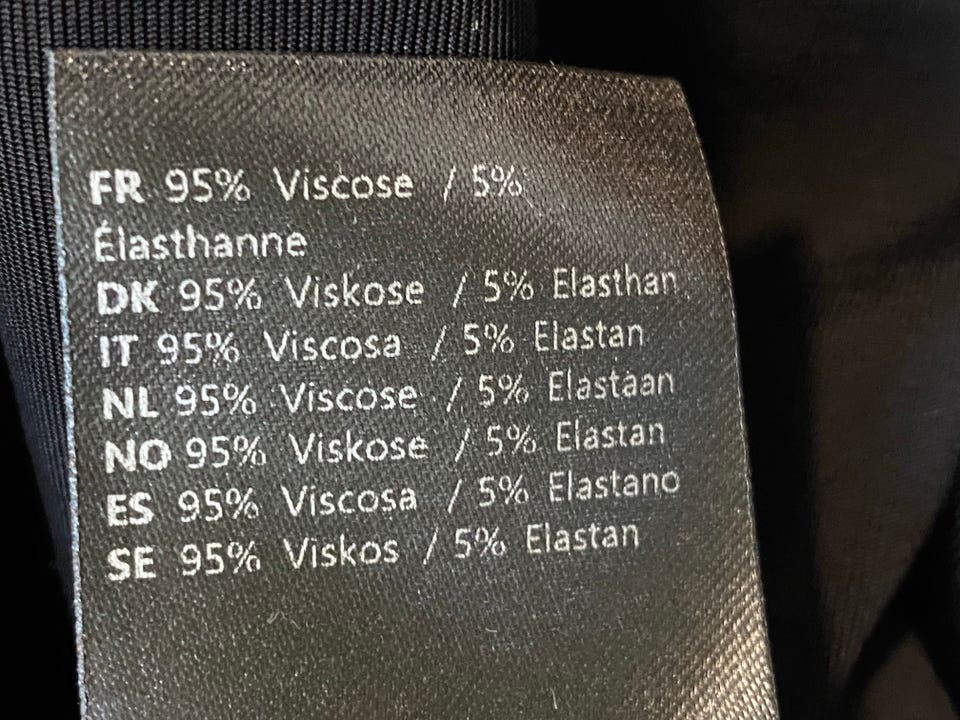 FR 95% Viscose / 5%
Élasthanne
DK 95% Viskose / 5% Elasthan
IT 95% Viscosa / 5% Elastan
NL 95% Viscose / 5% Elastaan
NO 95% Viskose / 5% Elastan
ES 95% Viscosa / 5% Elastano
SE 95% Viskos / 5% Elastan